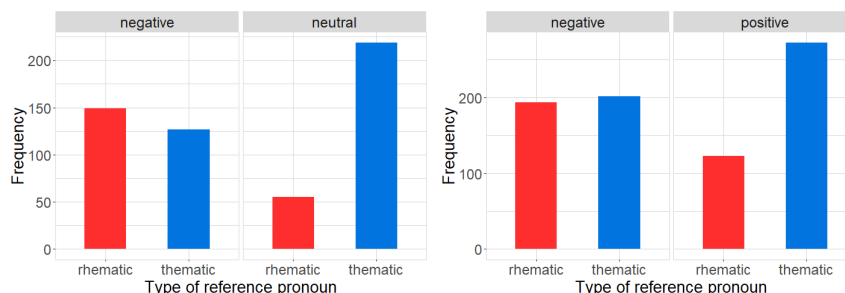 negative neutral
Frequency
200
150
100
50
0
rhematic thematic rhematic thematic
Type of reference pronoun
negative positive
Frequency
200
100
0
rhematic thematic rhematic thematic
Type of reference pronoun